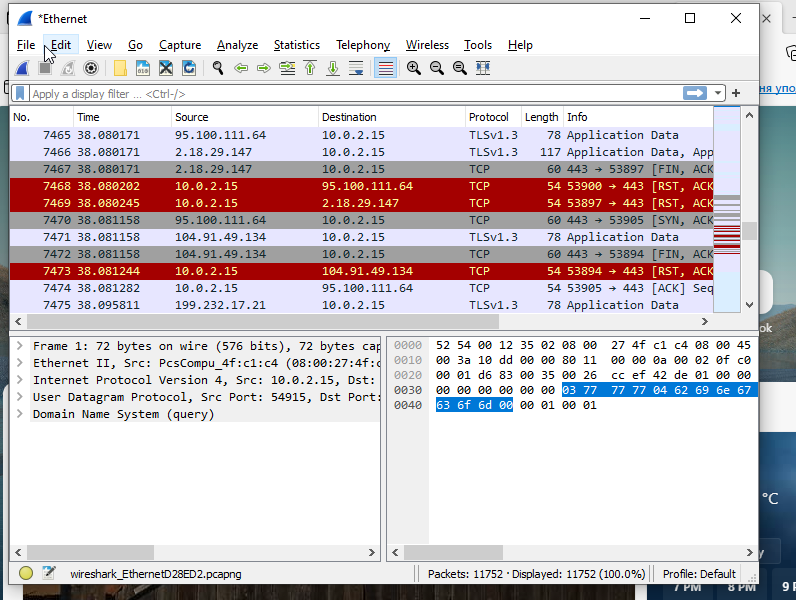 *Ethernet
File Edit View Go Capture Analyze Statistics Telephony Wireless Tools Help
Apply a display filter ... <Ctrl-/>
ня упо
No. Time Source Destination Protocol Length Info
7465 38.080171 95.100.111.64 10.0.2.15 TLSv1.3 78 Application Data
7466 38.080171 2.18.29.147 10.0.2.15 TLSv1.3 117 Application Data, App
7467 38.080171 2.18.29.147 10.0.2.15 TCP 60 443 → 53897 [FIN, ACK
7468 38.080202 10.0.2.15 95.100.111.64 TCP 54 53900 → 443 [RST, ACK
7469 38.080245 10.0.2.15 2.18.29.147 TCP 54 53897 → 443 [RST, ACK
7470 38.081158 95.100.111.64 10.0.2.15 TCP 60 443 → 53905 [SYN, ACK
7471 38.081158 104.91.49.134 10.0.2.15 TLSv1.3 78 Application Data
7472 38.081158 104.91.49.134 10.0.2.15 TCP 60 443 → 53894 [FIN, ACK
7473 38.081244 10.0.2.15 104.91.49.134 TCP 54 53894 → 443 [RST, ACK
7474 38.081282 10.0.2.15 95.100.111.64 TCP 54 53905 → 443 [ACK] Seq
7475 38.095811 199.232.17.21 10.0.2.15 TLSv1.3 78 Application Data
ok
Frame 1: 72 bytes on wire (576 bits), 72 bytes cap
Ethernet II, Src: PcsCompu_4f:c1:c4 (08:00:27:4f:c
Internet Protocol Version 4, Src: 10.0.2.15, Dst:
User Datagram Protocol, Src Port: 54915, Dst Port:
Domain Name System (query)
0000 52 54 00 12 35 02 08 00 27 4f c1 c4 08 00 45
0010 00 3a 10 dd 00 00 80 11 00 00 0a 00 02 0f c0
0020 00 01 d6 83 00 35 00 26 cc ef 42 de 01 00 00
0030 00 00 00 00 00 00 03 77 77 77 04 62 69 6e 67
0040 63 6f 6d 00 00 01 00 01
°C
y
wireshark_EthernetD28ED2.pcapng
Packets: 11752 · Displayed: 11752 (100.0%)
Profile: Default
7 PM 8 PM 9 P